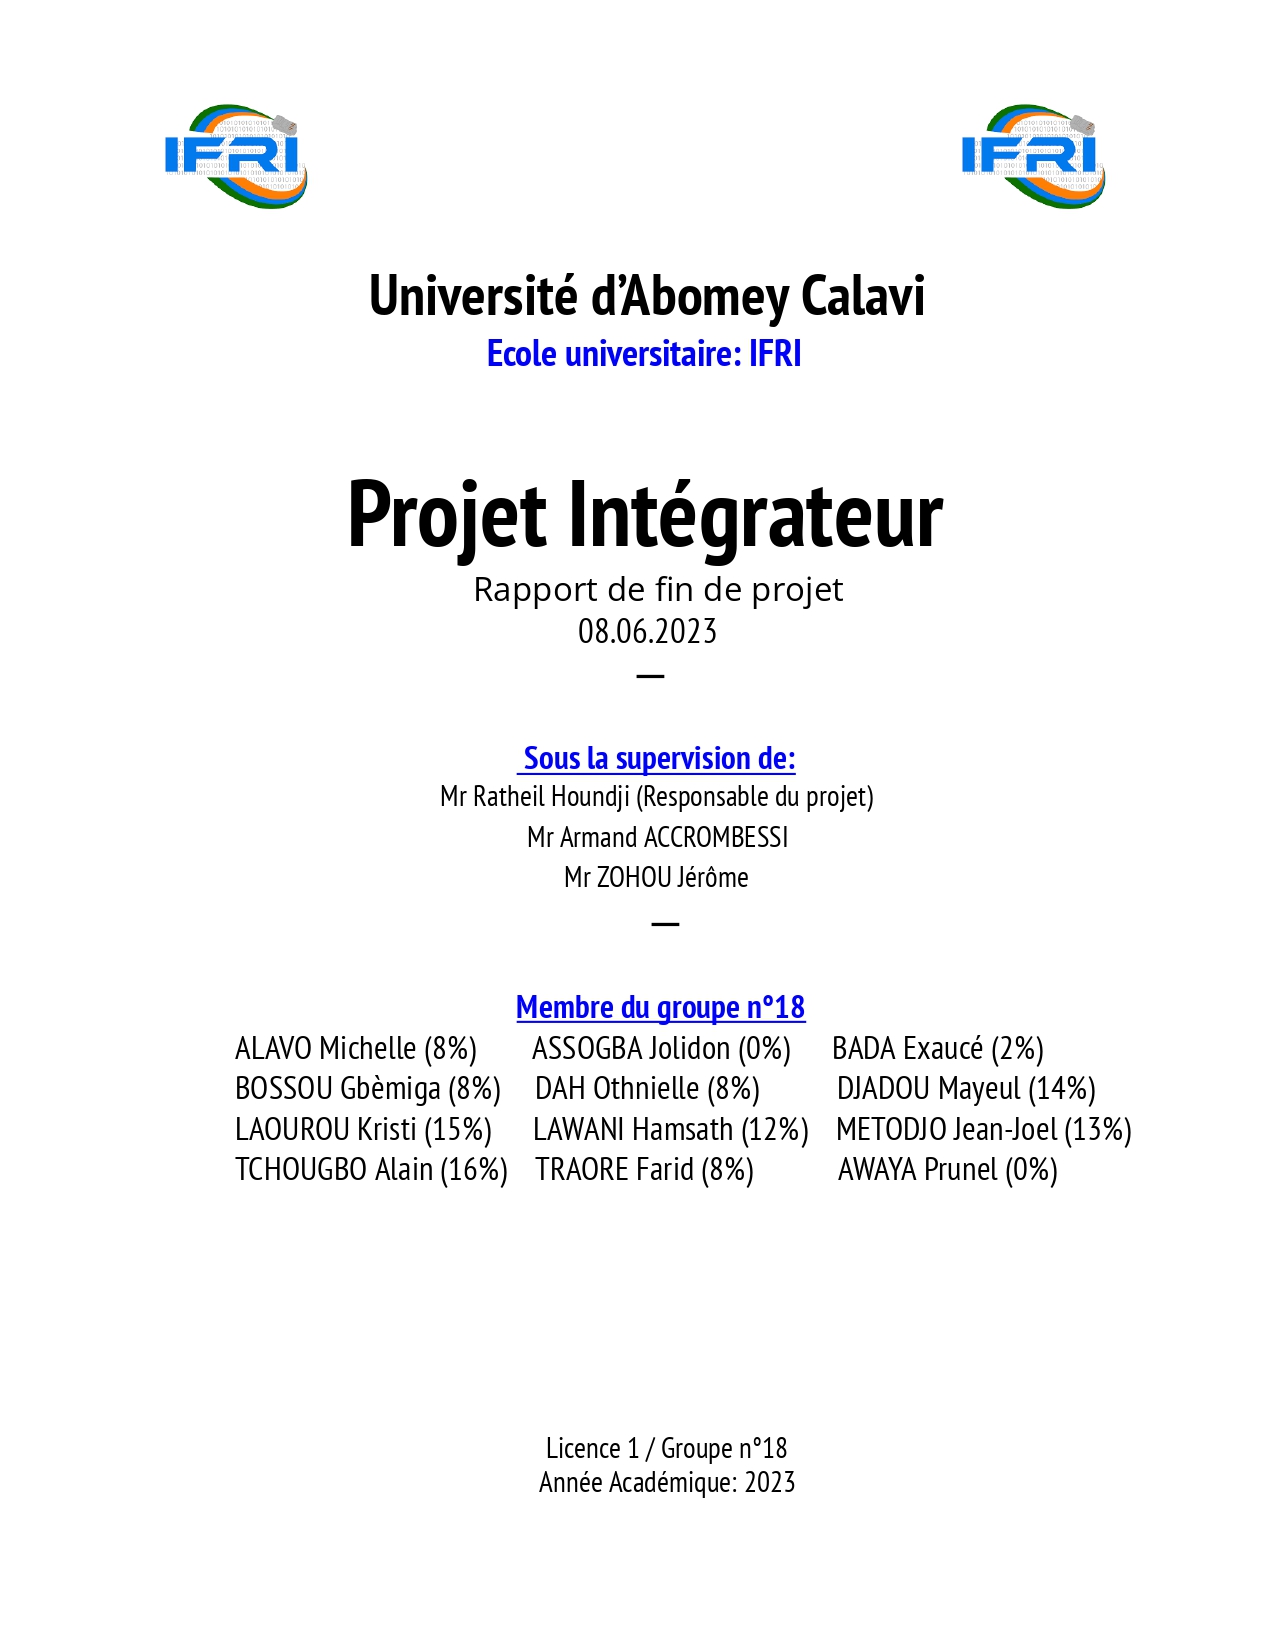 IFRI IFRI
Université d’Abomey Calavi
Ecole universitaire: IFRI
Projet Intégrateur
Rapport de fin de projet
08.06.2023
—
Sous la supervision de:
Mr Ratheil Houndji (Responsable du projet)
Mr Armand ACCROMBESSI
Mr ZOHOU Jérôme
—
Membre du groupe n°18
ALAVO Michelle (8%) ASSOGBA Jolidon (0%) BADA Exaucé (2%)
BOSSOU Gbèmiga (8%) DAH Othnielle (8%) DJADOU Mayeul (14%)
LAOUROU Kristi (15%) LAWANI Hamsath (12%) METODJO Jean-Joel (13%)
TCHOUGBO Alain (16%) TRAORE Farid (8%) AWAYA Prunel (0%)
Licence 1 / Groupe n°18
Année Académique: 2023